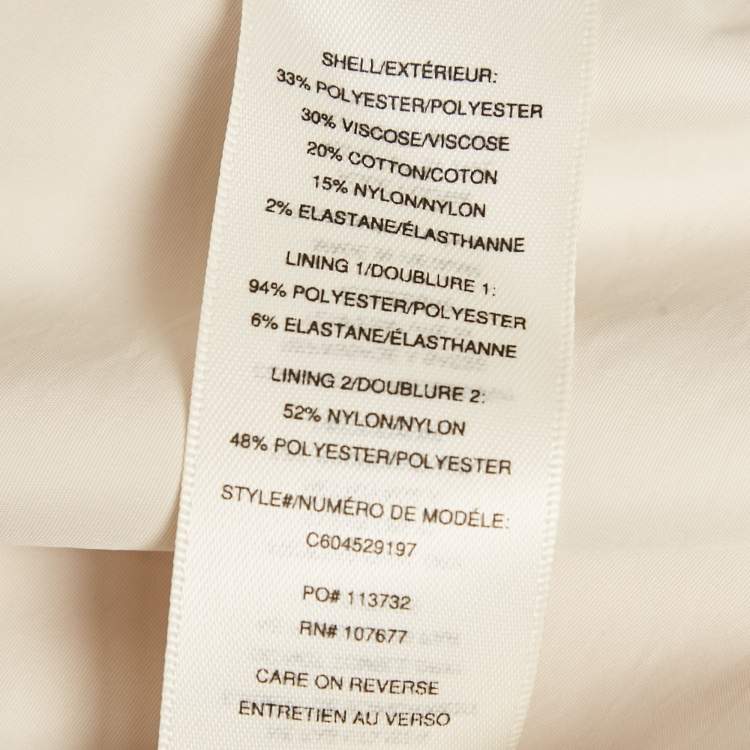 SHELL/EXTÉRIEUR:
33% POLYESTER/POLYESTER
30% VISCOSE/VISCOSE
20% COTTON/COTON
15% NYLON/NYLON
2% ELASTANE/ÉLASTHANNE
LINING 1/DOUBLURE 1:
94% POLYESTER/POLYESTER
6% ELASTANE/ÉLASTHANNE
LINING 2/DOUBLURE 2:
52% NYLON/NYLON
48% POLYESTER/POLYESTER
STYLE#/NUMÉRO DE MODÉLE:
C604529197
PO# 113732
RN# 107677
CARE ON REVERSE
ENTRETIEN AU VERSO